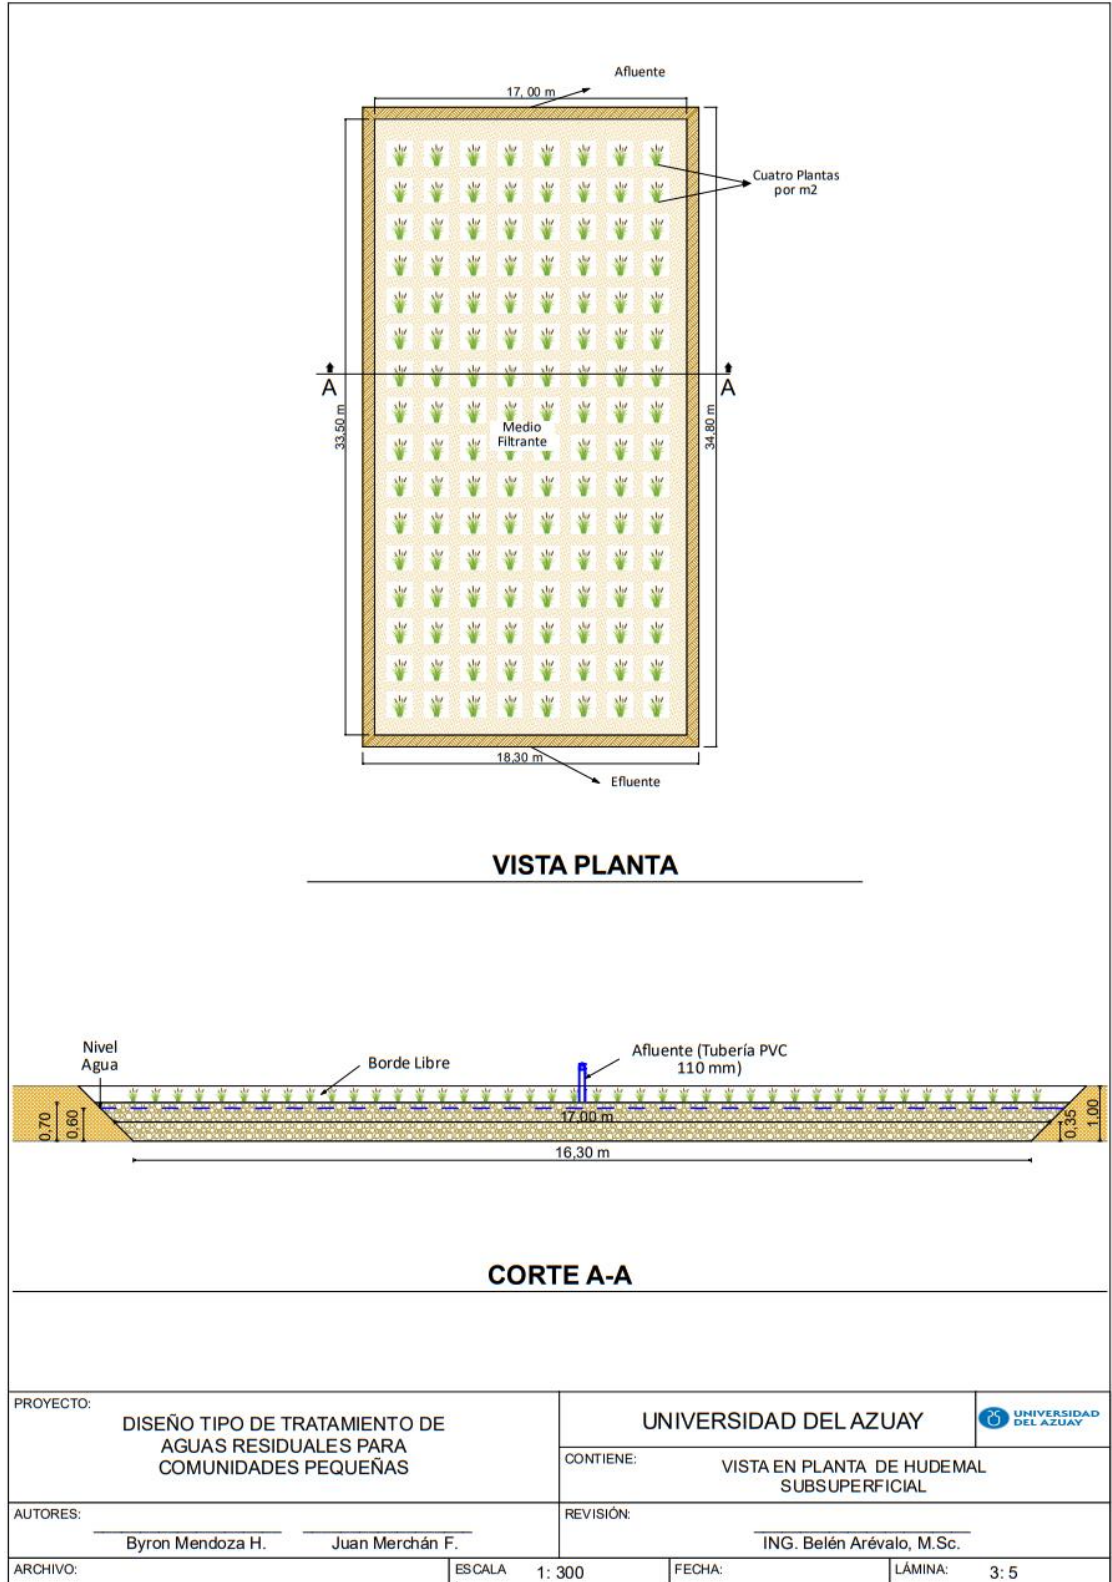 Afluente
17, 00 m
Cuatro Plantas
por m2
A
A
33,50 m
34,80 m
Medio
Filtrante
18,30 m
Efluente
VISTA PLANTA
Nivel
Agua
Borde Libre
Afluente (Tubería PVC
110 mm)
0,70
0,60
17,00 m
0,35
1,00
16,30 m
CORTE A-A
PROYECTO:
DISEÑO TIPO DE TRATAMIENTO DE
AGUAS RESIDUALES PARA
COMUNIDADES PEQUEÑAS
UNIVERSIDAD DEL AZUAY
UNIVERSIDAD
DEL AZUAY
CONTIENE:
VISTA EN PLANTA DE HUDEMAL
SUBSUPERFICIAL
AUTORES:
Byron Mendoza H.
Juan Merchán F.
REVISIÓN:
ING. Belén Arévalo, M.Sc.
ARCHIVO:
ESCALA 1: 300
FECHA:
LÁMINA: 3: 5